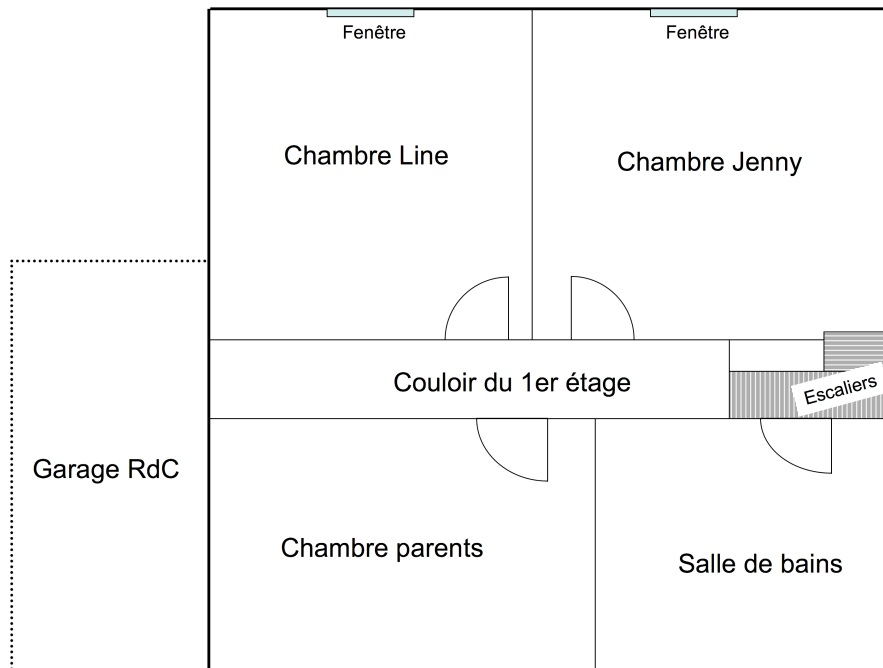 Fenêtre
Fenêtre
Chambre Line
Chambre Jenny
Couloir du 1er étage
Escaliers
Garage RdC
Chambre parents
Salle de bains